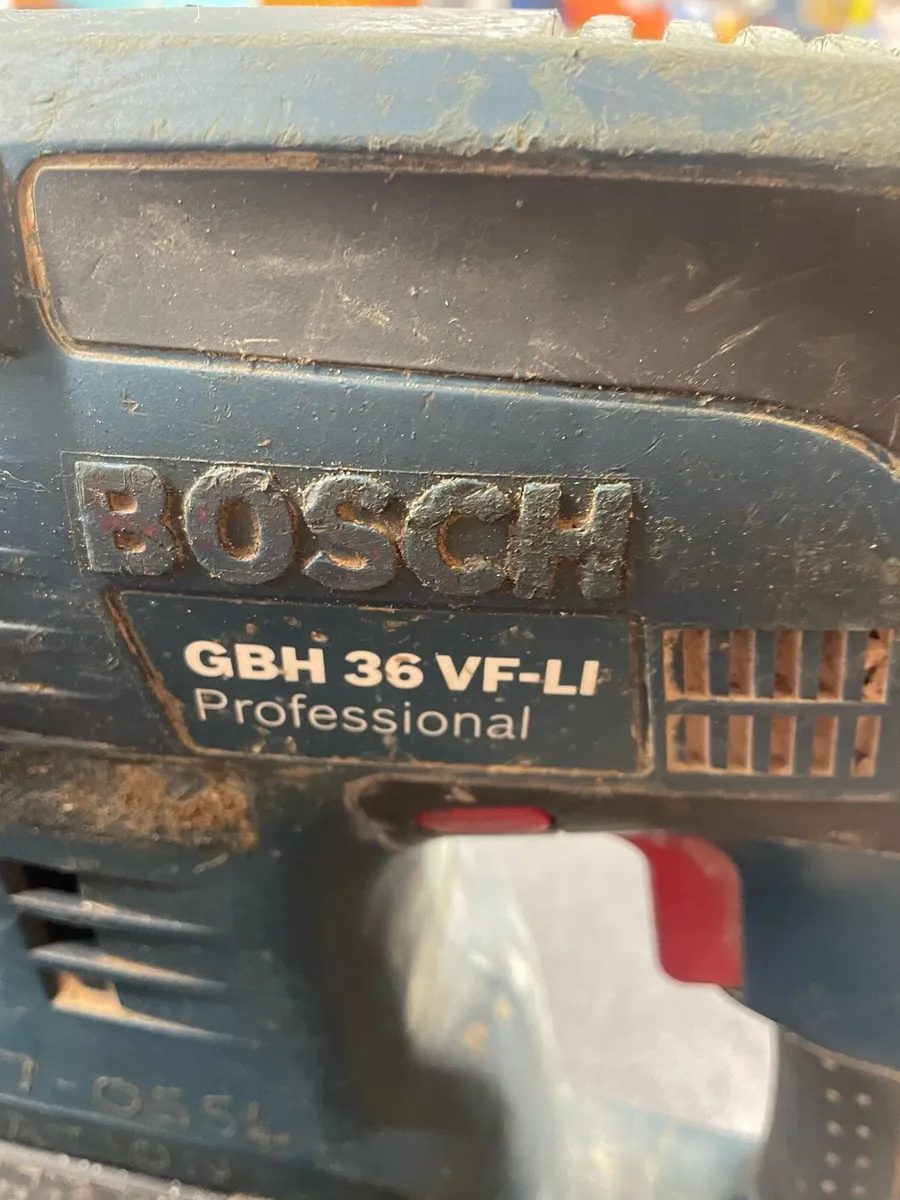 BOSCH
GBH 36 VF-LI
Professional